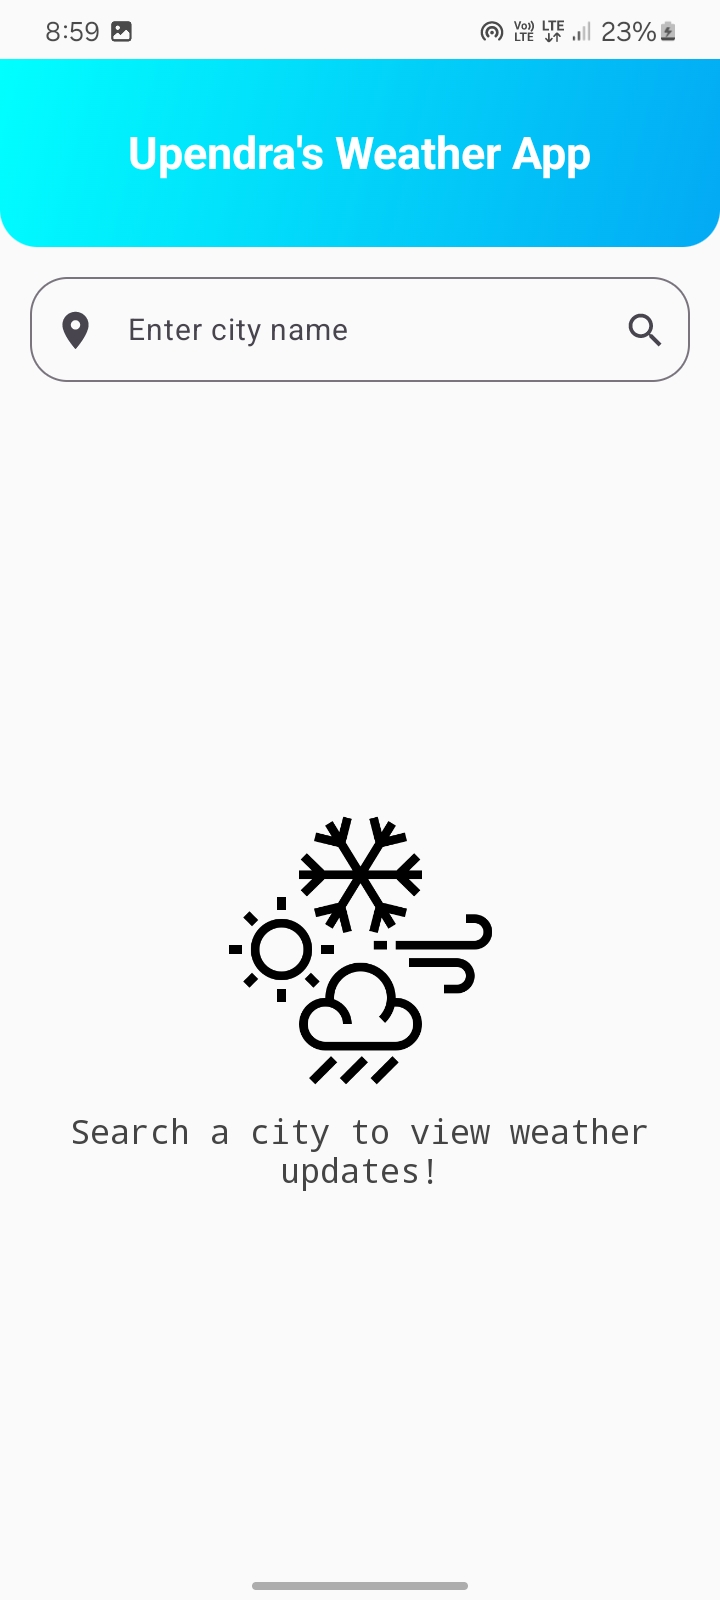 8:59 Vo)) LTE LTE 23%
Upendra's Weather App
Enter city name
Search a city to view weather
updates!